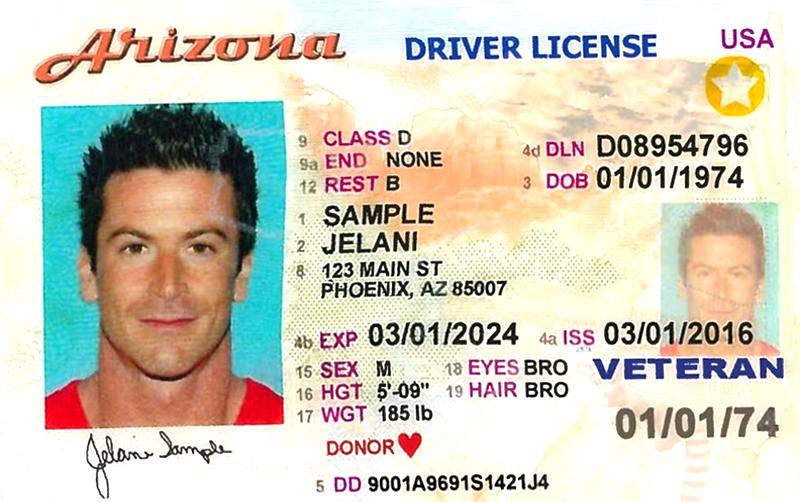 Arizona DRIVER LICENSE USA
9 CLASS D
9a END NONE
12 REST B
4d DLN D08954796
3 DOB 01/01/1974
1 SAMPLE
2 JELANI
8 123 MAIN ST
PHOENIX, AZ 85007
4b EXP 03/01/2024 4a ISS 03/01/2016
15 SEX M 18 EYES BRO
16 HGT 5'-09" 19 HAIR BRO
17 WGT 185 lb
VETERAN
01/01/74
DONOR
5 DD 9001A9691S1421J4
Jelani Sample